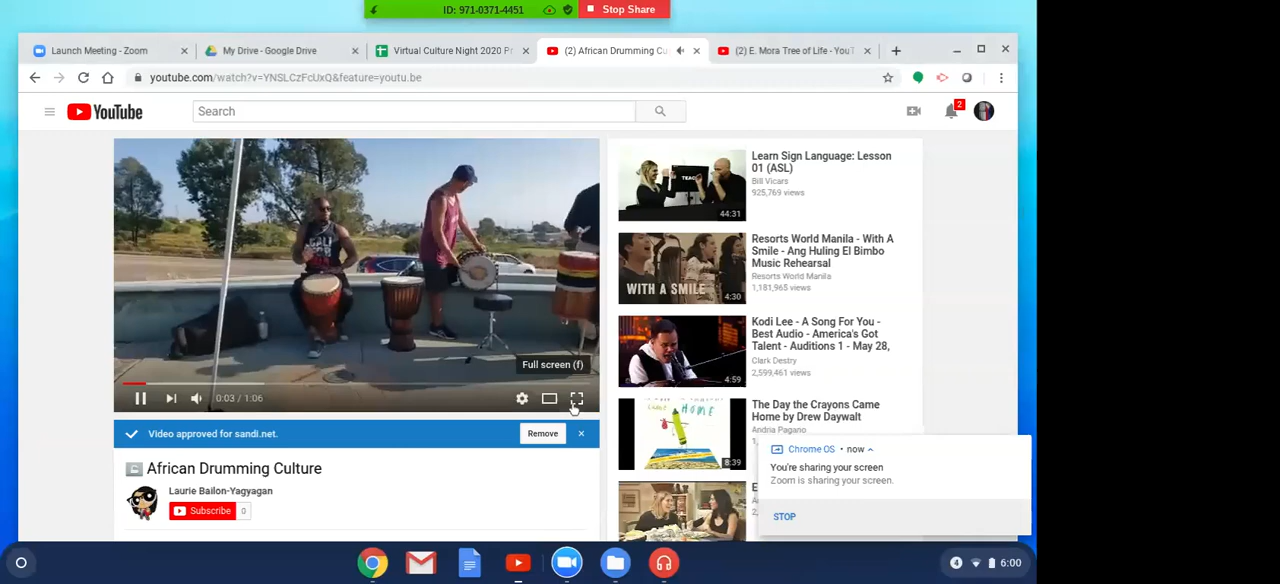 ID: 971-0371-4451
Stop Share
Launch Meeting - Zoom
My Drive - Google Drive
Virtual Culture Night 2020 P
(2) African Drumming Cu
(2) E. Mora Tree of Life - YouT
youtube.com/watch?v=YNSLCzFcUxQ&feature=youtu.be
YouTube
Search
2
TEAC
44:31
Learn Sign Language: Lesson
01 (ASL)
Bill Vicars
925,769 views
WITH A SMILE
4:30
Resorts World Manila - With A
Smile - Ang Huling El Bimbo
Music Rehearsal
Resorts World Manila
1,181,965 views
4:59
Kodi Lee - A Song For You -
Best Audio - America's Got
Talent - Auditions 1 - May 28,
Clark Destry
2,599,461 views
HOME
8:39
The Day the Crayons Came
Home by Drew Daywalt
Andria Pagano
Full screen (f)
0:03 / 1:06
Video approved for sandi.net.
Remove
African Drumming Culture
Laurie Bailon-Yagyagan
Subscribe
0
Chrome OS • now
You're sharing your screen
Zoom is sharing your screen.
STOP
4
6:00